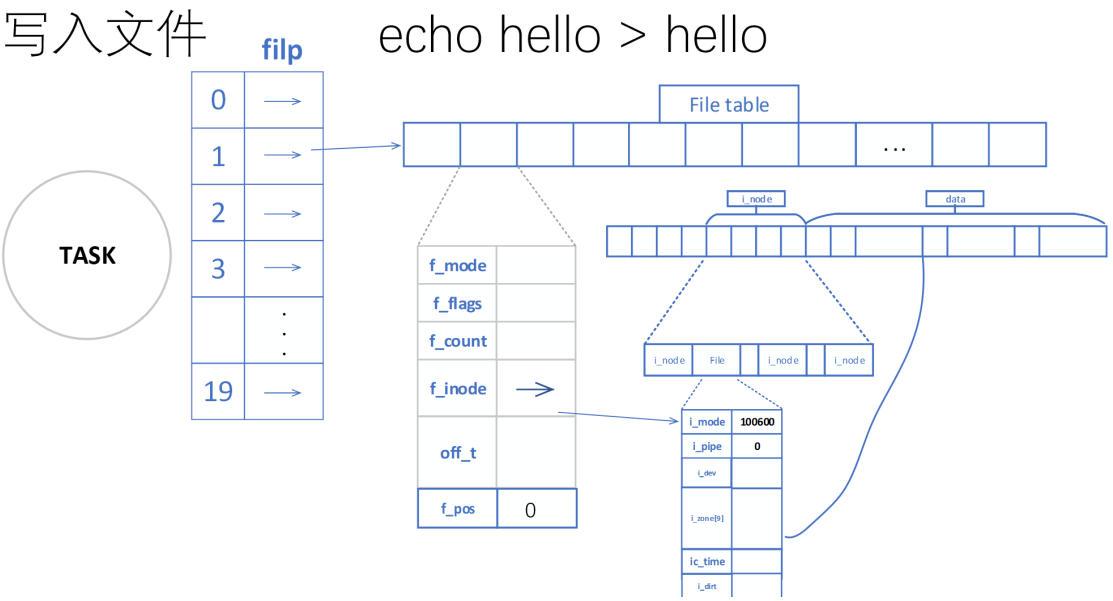 写入文件
echo hello > hello
filp
0
1
2
3
.
.
.
19
TASK
File table
...
f_mode
f_flags
f_count
f_inode
off_t
f_pos 0
i_node
data
i_node File i_node i_node
i_mode 100600
i_pipe 0
i_dev
i_zone[9]
ic_time
i_dirt